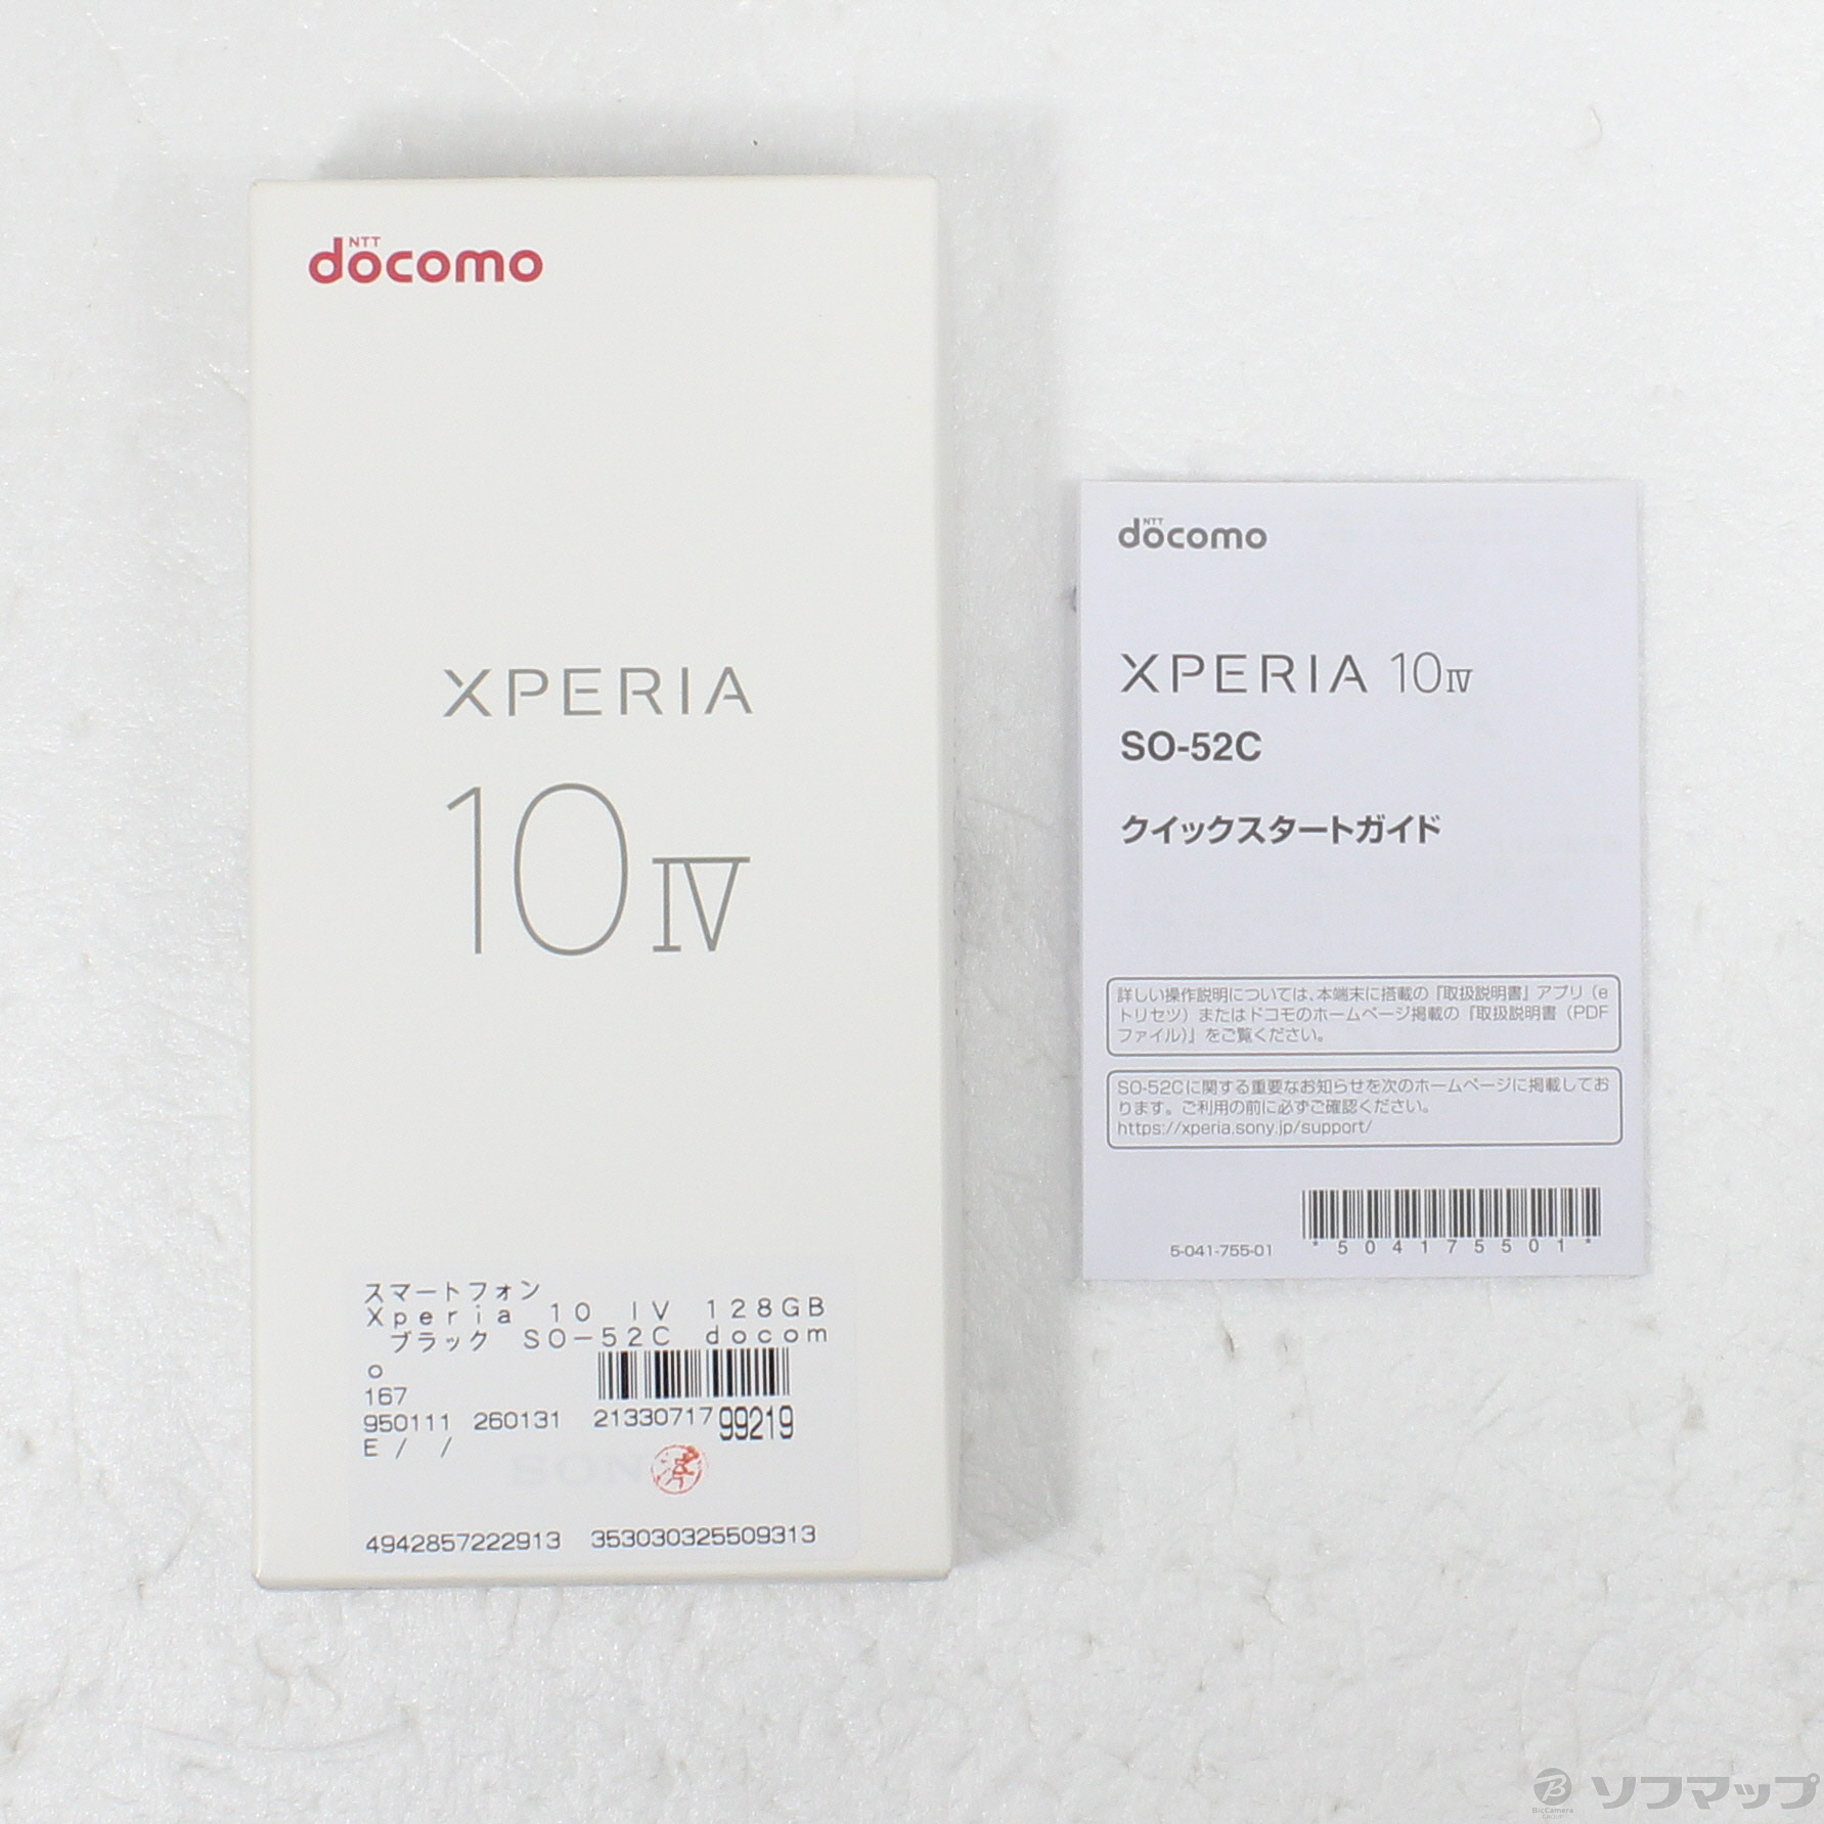 NTT
docomo
XPERIA
10 IV
スマートフォン
Xperia 10 IV 128GB
ブラック SO-52C docom
o
167
950111 260131 21330717 99219
E / /
SON
済
4942857222913 353030325509313
NTT
docomo
XPERIA 10 IV
SO-52C
クイックスタートガイド
詳しい操作説明については、本端末に搭載の『取扱説明書』アプリ(e
トリセツ)またはドコモのホームページ掲載の『取扱説明書(PDF
ファイル)』をご覧ください。
SO-52Cに関する重要なお知らせを次のホームページに掲載してお
ります。ご利用の前に必ずご確認ください。
https://xperia.sony.jp/support/
5-041-755-01 *504175501*
B
BicCamera
GROUP
ソフマップ